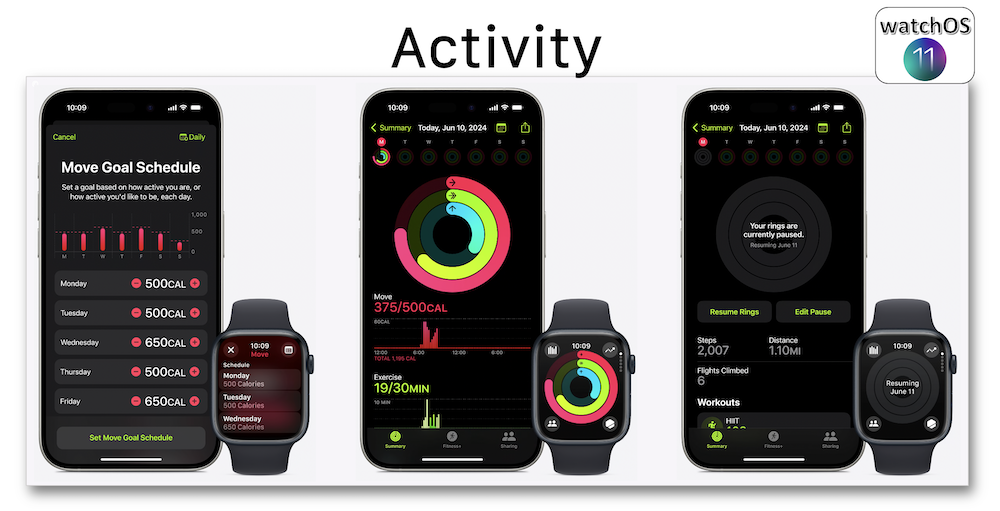 Activity
watchOS
11
10:09
Cancel
Daily
Move Goal Schedule
Set a goal based on how active you are, or
how active you'd like to be, each day.
1,000
500
0
M T W T F S S
Monday
500CAL
Tuesday
500CAL
Wednesday
650CAL
Thursday
500CAL
Friday
650CAL
Set Move Goal Schedule
10:09
Move
Schedule
Monday
500 Calories
Tuesday
500 Calories
Wednesday
650 Calories
10:09
Summary
Today, Jun 10, 2024
M T W T F S S
Move
375/500CAL
80CAL
12:00 6:00 12:00 6:00
TOTAL 1,195 CAL
Exercise
19/30MIN
10 MIN
Summary
Fitness+
Sharing
10:09
10:09
Summary
Today, Jun 10, 2024
M T W T F S S
Your rings are
currently paused.
Resuming June 11
Resume Rings
Edit Pause
Steps
2,007
Distance
1.10MI
Flights Climbed
6
Workouts
HIIT
Summary
Fitness+
Sharing
10:09
Resuming
June 11